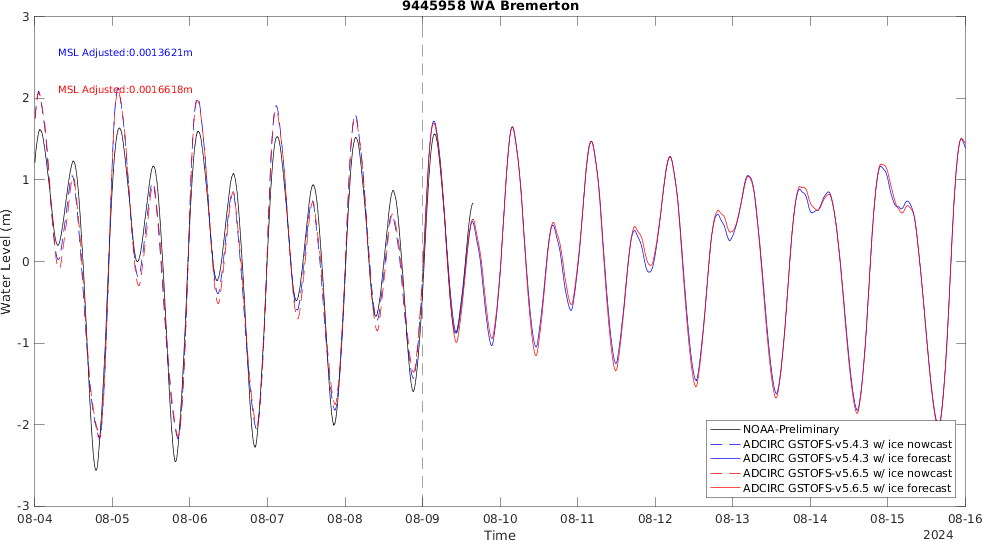 9445958 WA Bremerton
3
MSL Adjusted:0.0013621m
MSL Adjusted:0.0016618m
2
1
0
-1
-2
-3
Water Level (m)
NOAA-Preliminary
ADCIRC GSTOFS-v5.4.3 w/ ice nowcast
ADCIRC GSTOFS-v5.4.3 w/ ice forecast
ADCIRC GSTOFS-v5.6.5 w/ ice nowcast
ADCIRC GSTOFS-v5.6.5 w/ ice forecast
08-04 08-05 08-06 08-07 08-08 08-09 08-10 08-11 08-12 08-13 08-14 08-15 08-16
Time
2024